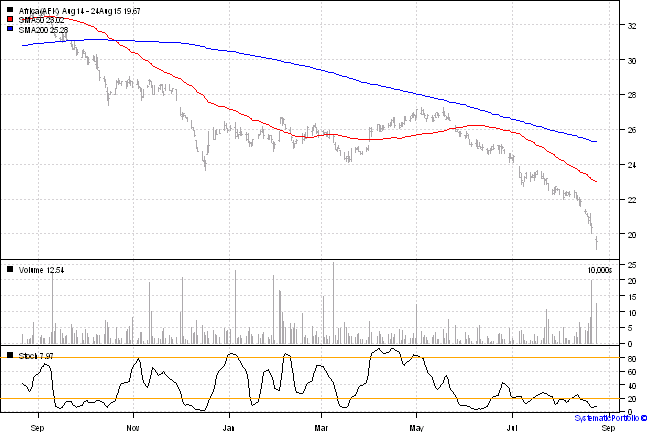 Africa (AFK) Aug 14 - 24Aug15 19.67
SMA50 23.02
SMA200 25.28
32
30
28
26
24
22
20
Volume 12.54
10,000s
25
20
15
10
5
0
Stoch 7.97
80
60
40
20
0
Sep
Nov
Jan
Mar
May
Jul
Sep
SystematicPortfolio ©